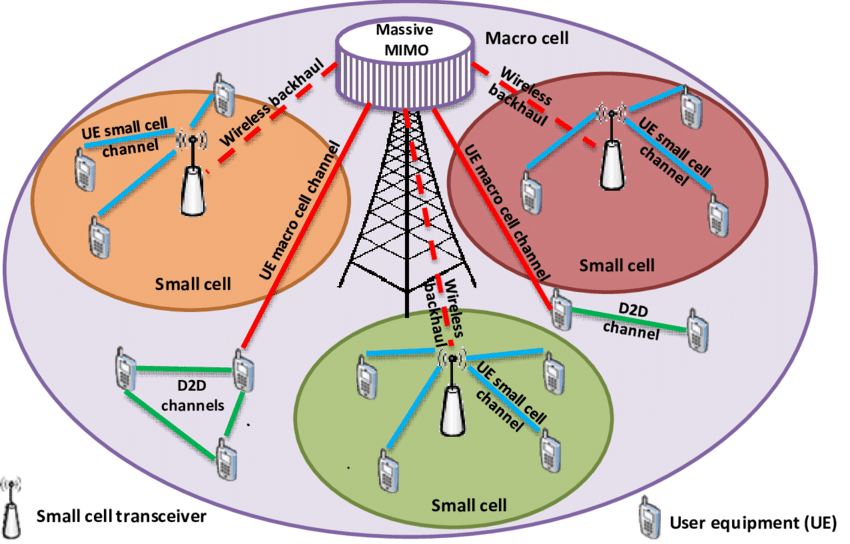 Massive
MIMO
Macro cell
Wireless backhaul
Wireless
backhaul
UE small cell
channel
UE small cell
channel
UE macro cell channel
UE macro cell channel
Small cell
Small cell
Wireless
backhaul
D2D
channel
D2D
channels
UE small cell
channel
Small cell
Small cell transceiver
User equipment (UE)